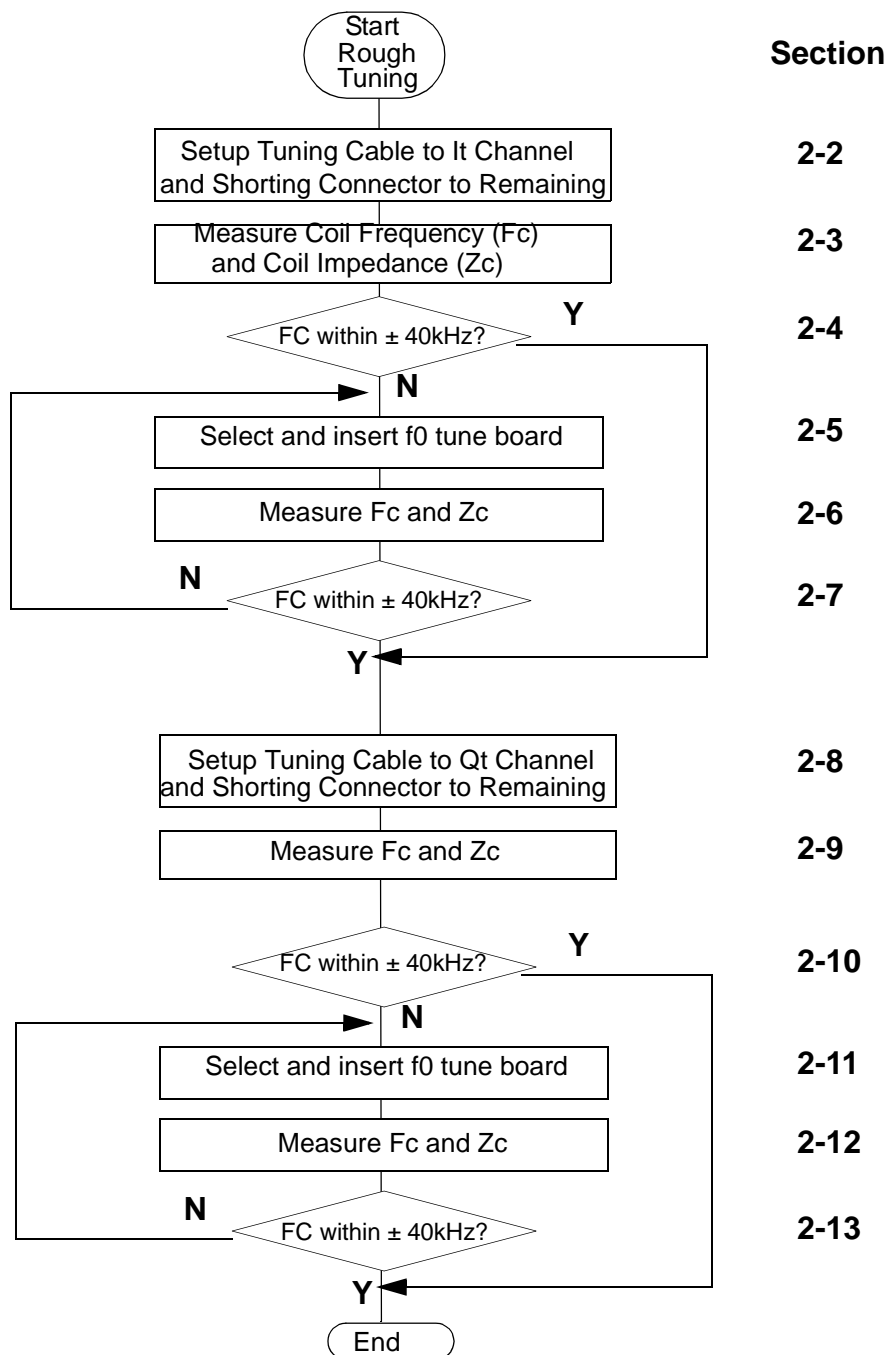 Start
Rough
Tuning
Section
Setup Tuning Cable to It Channel
and Shorting Connector to Remaining
2-2
Measure Coil Frequency (Fc)
and Coil Impedance (Zc)
2-3
Y
FC within ± 40kHz?
2-4
N
Select and insert f0 tune board
2-5
Measure Fc and Zc
2-6
N
FC within ± 40kHz?
2-7
Y
Setup Tuning Cable to Qt Channel
and Shorting Connector to Remaining
2-8
Measure Fc and Zc
2-9
Y
FC within ± 40kHz?
2-10
N
Select and insert f0 tune board
2-11
Measure Fc and Zc
2-12
N
FC within ± 40kHz?
2-13
Y
End